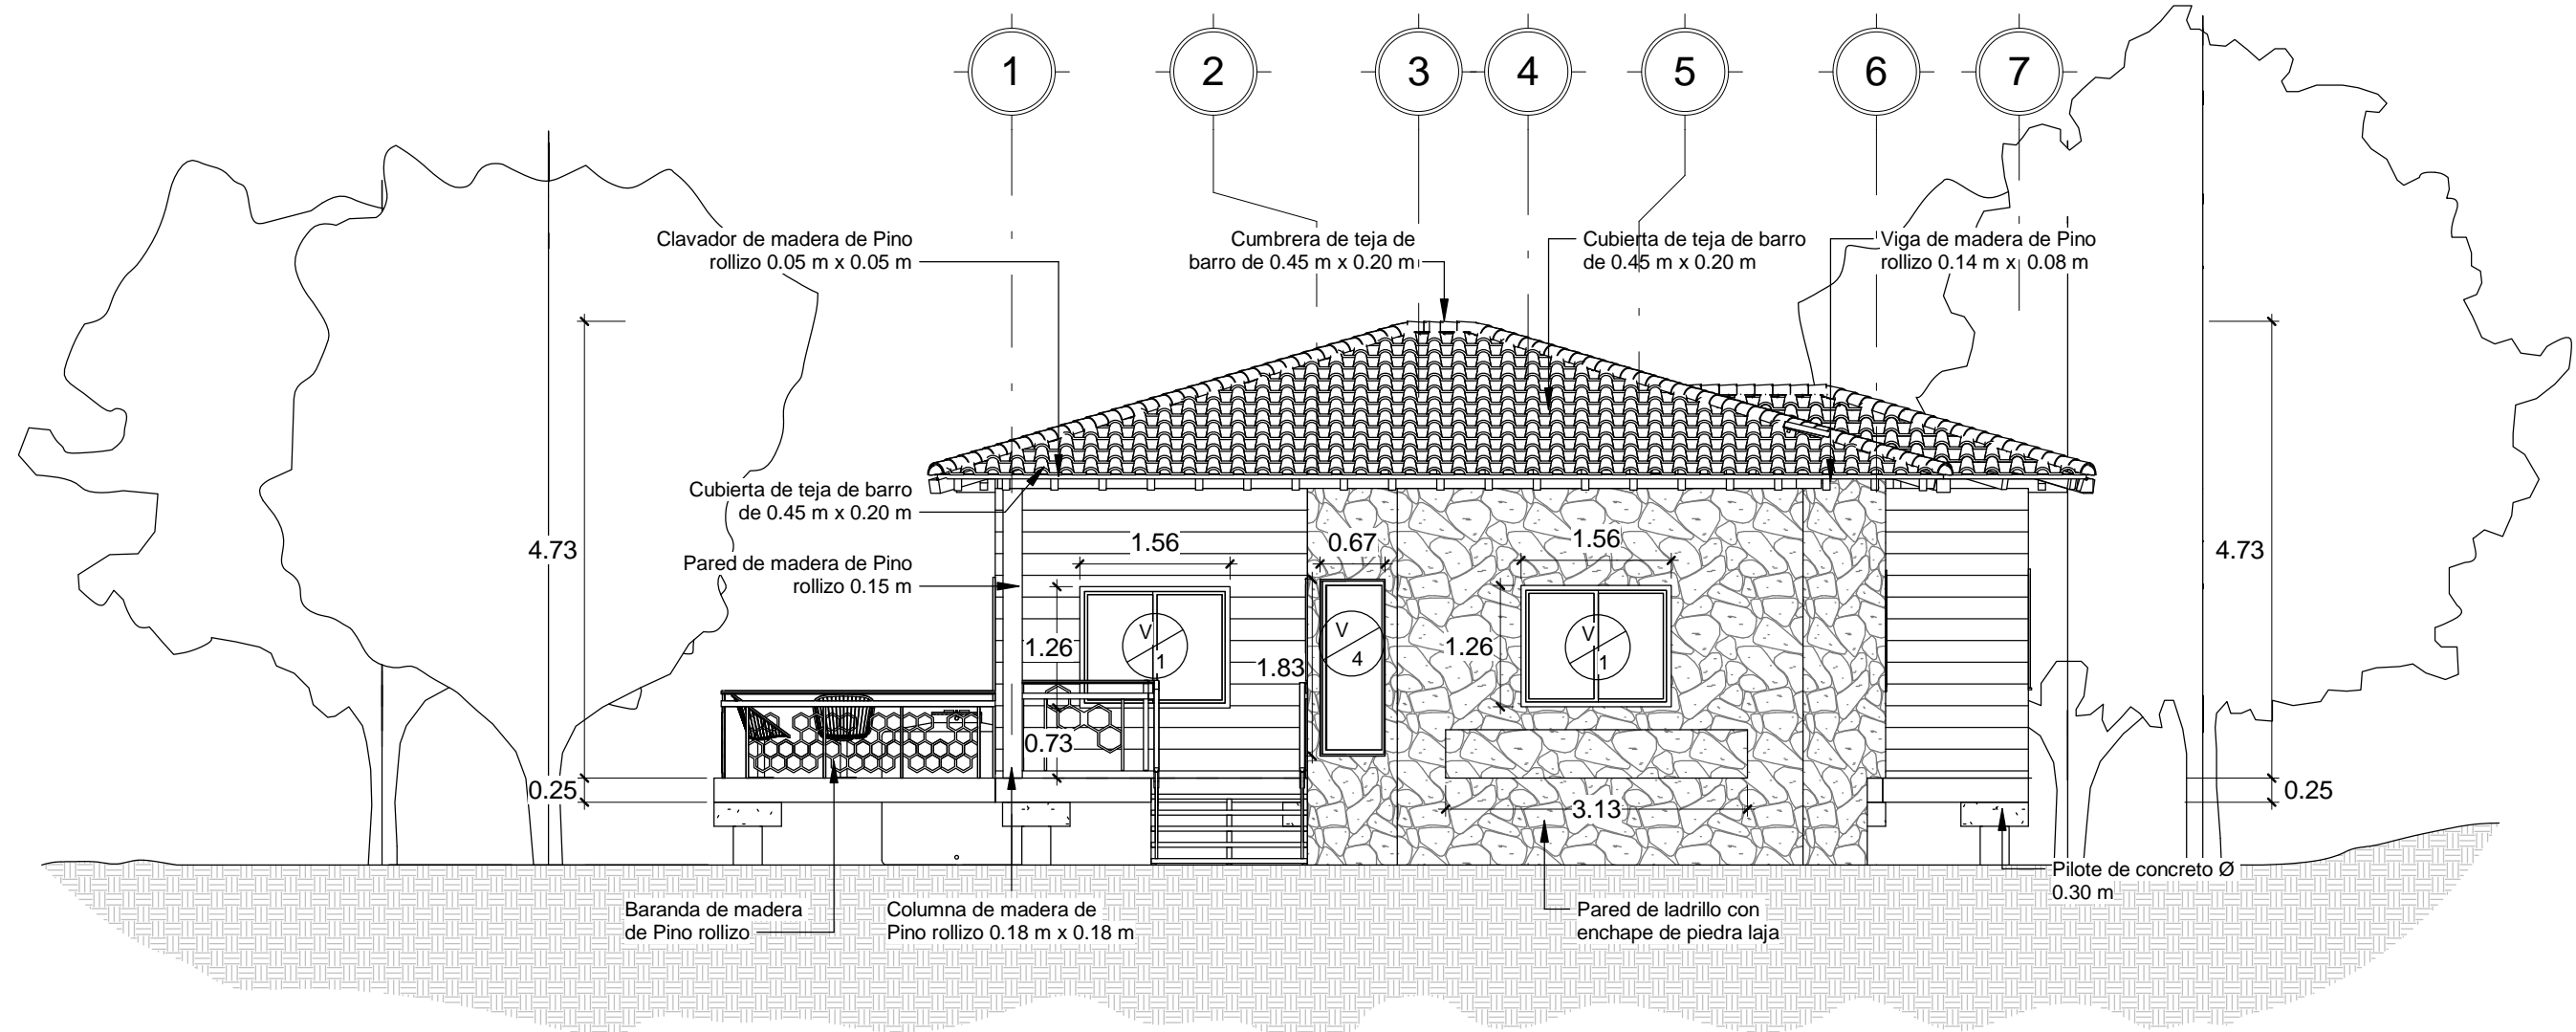 1
2
3
4
5
6
7
Clavador de madera de Pino
rollizo 0.05 m x 0.05 m
Cumbrera de teja de
barro de 0.45 m x 0.20 m
Cubierta de teja de barro
de 0.45 m x 0.20 m
Viga de madera de Pino
rollizo 0.14 m x 0.08 m
Cubierta de teja de barro
de 0.45 m x 0.20 m
4.73
1.56
0.67
1.56
4.73
Pared de madera de Pino
rollizo 0.15 m
1.26
V
1
1.83
V
4
1.26
V
1
0.73
0.25
3.13
0.25
Pilote de concreto Ø
0.30 m
Baranda de madera
de Pino rollizo
Columna de madera de
Pino rollizo 0.18 m x 0.18 m
Pared de ladrillo con
enchape de piedra laja